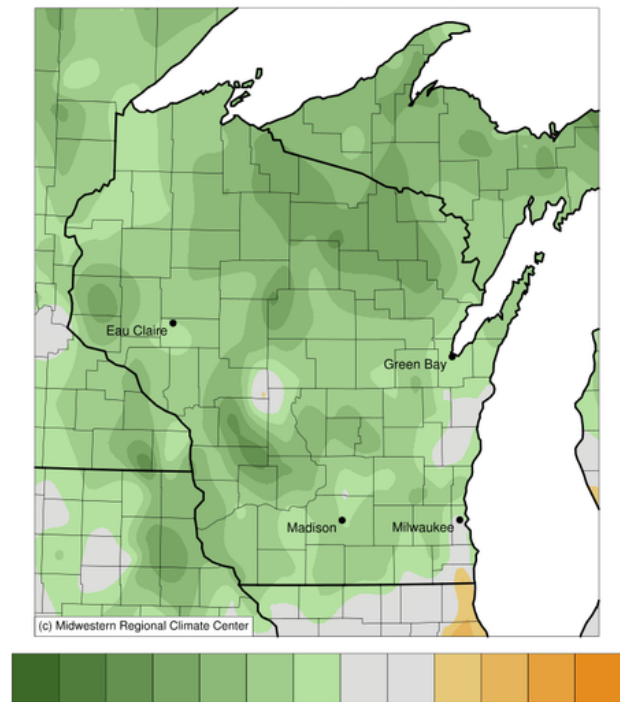 Eau Claire
Green Bay
Madison
Milwaukee
(c) Midwestern Regional Climate Center